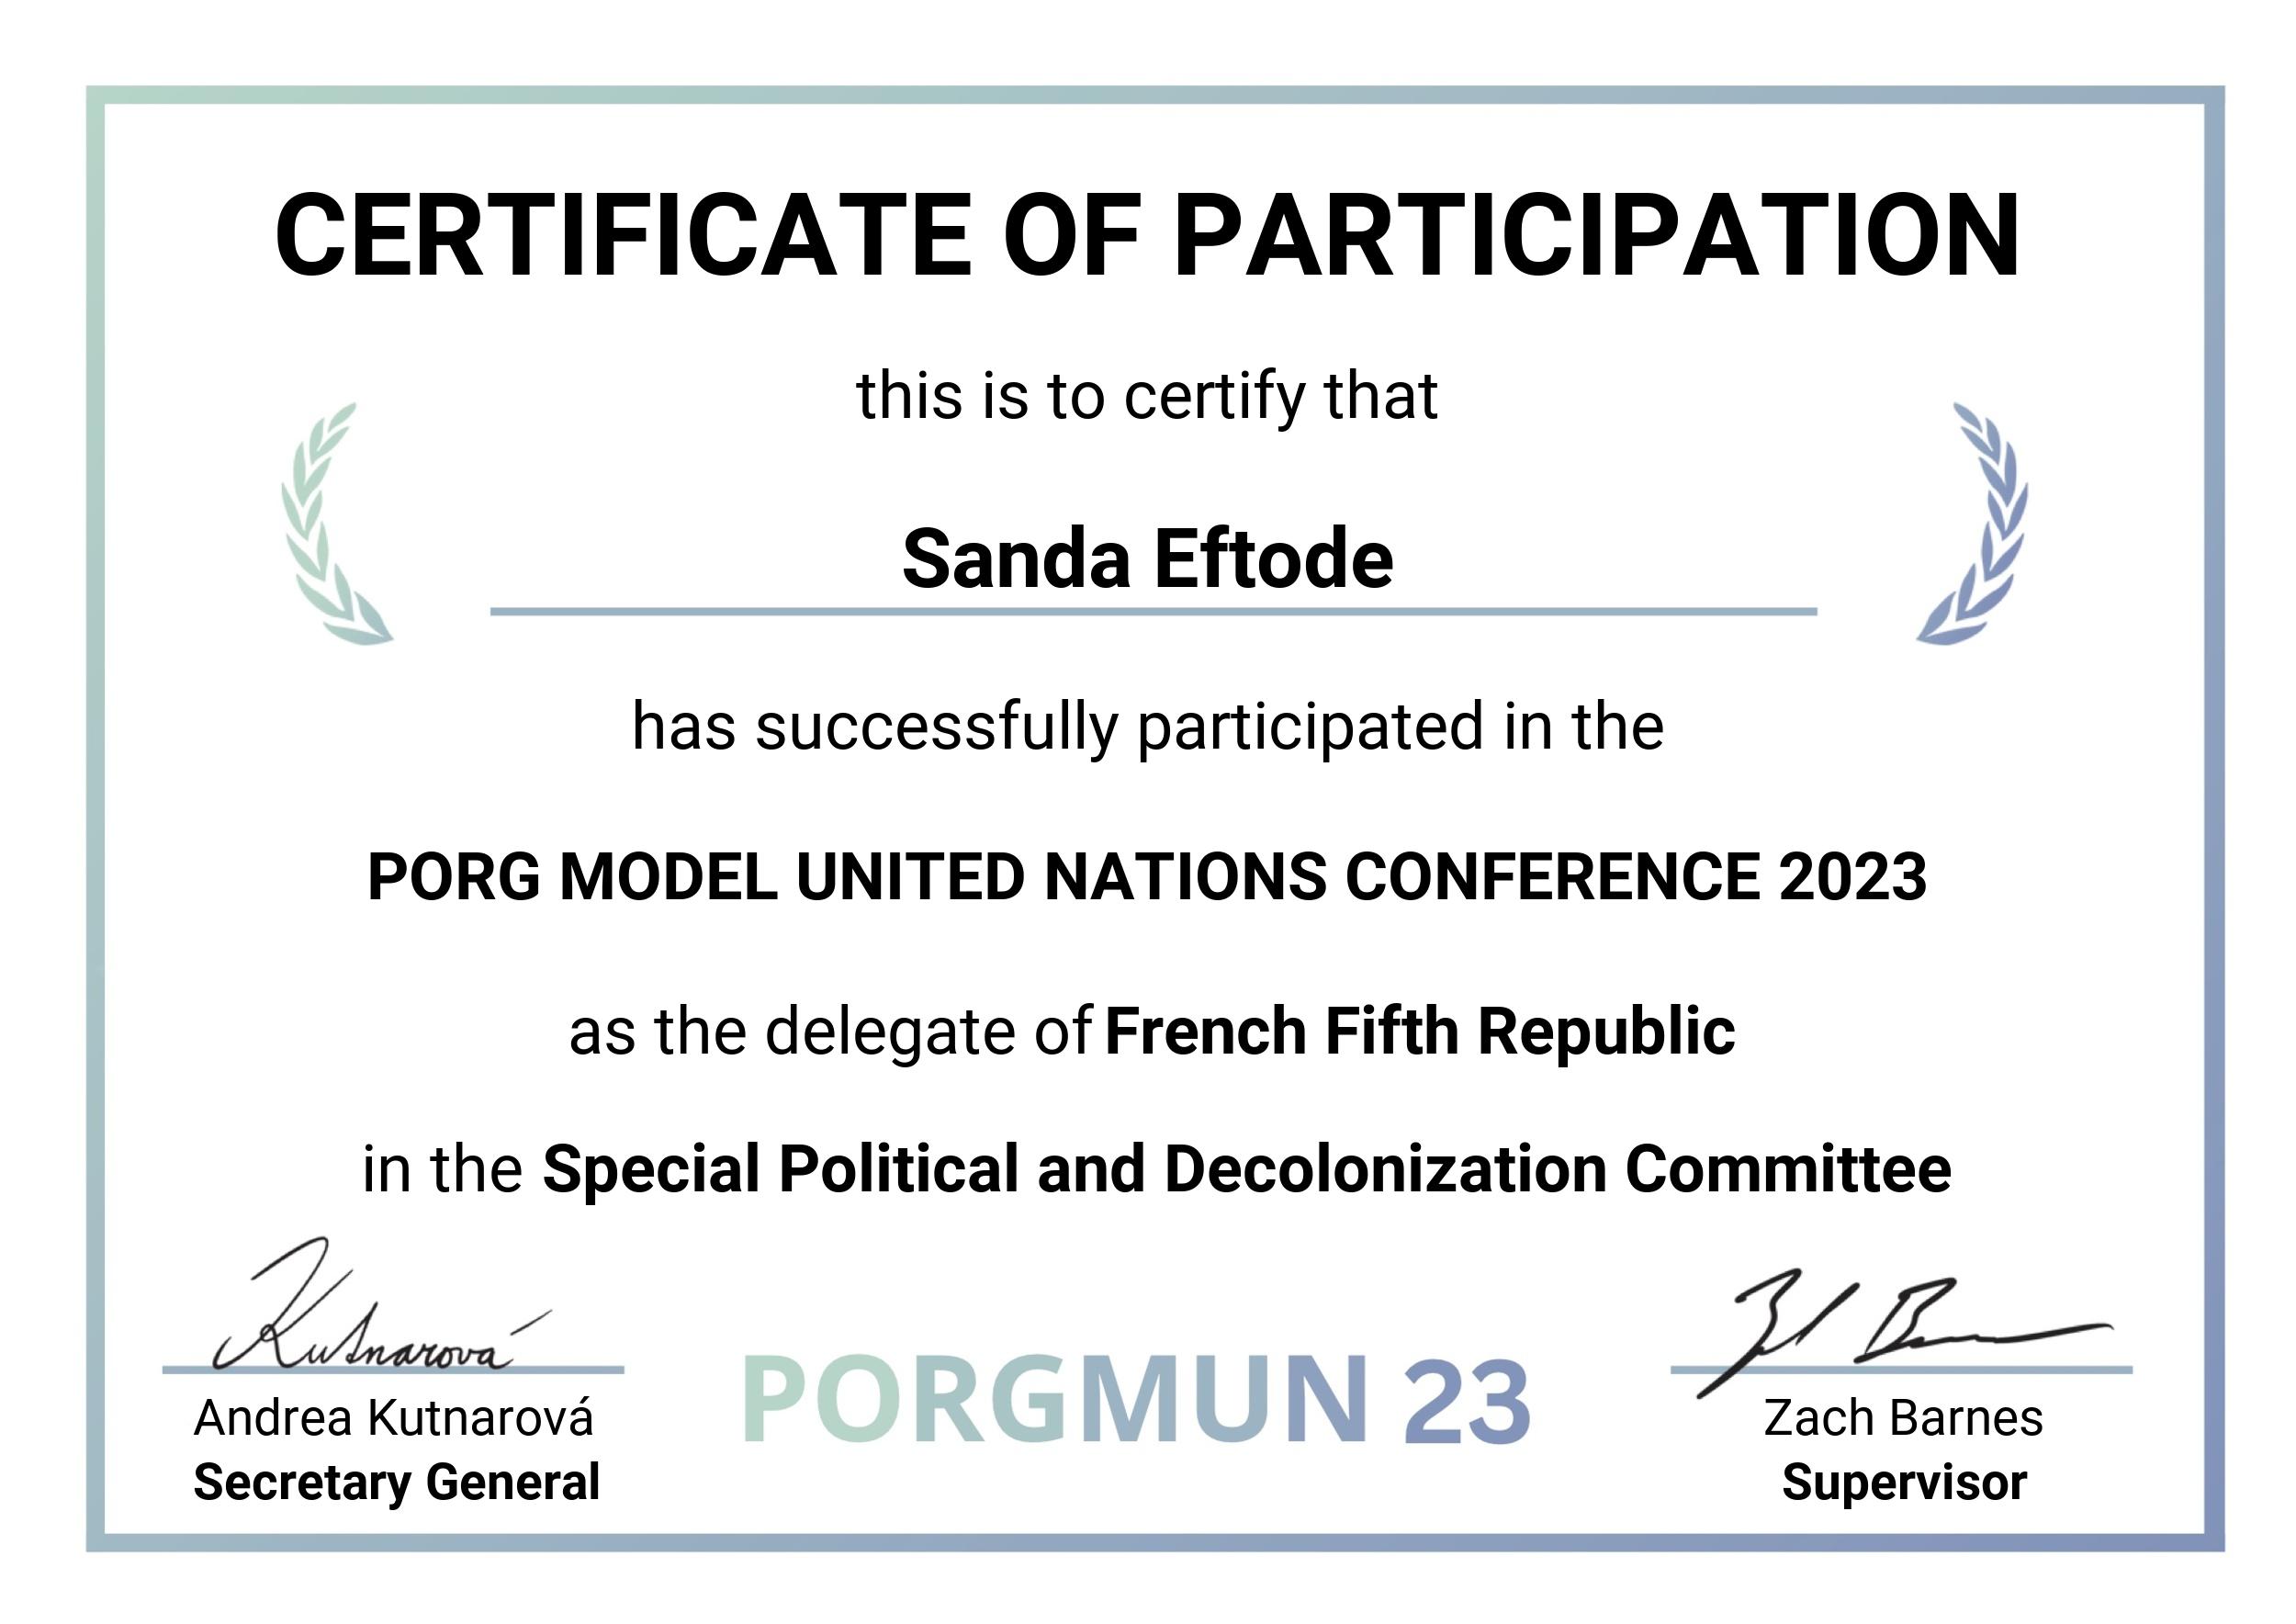 CERTIFICATE OF PARTICIPATION
this is to certify that
Sanda Eftode
has successfully participated in the
PORG MODEL UNITED NATIONS CONFERENCE 2023
as the delegate of French Fifth Republic
in the Special Political and Decolonization Committee
Kutnarová
Andrea Kutnarová
Secretary General
PORGMUN 23
Zach Barnes
Supervisor